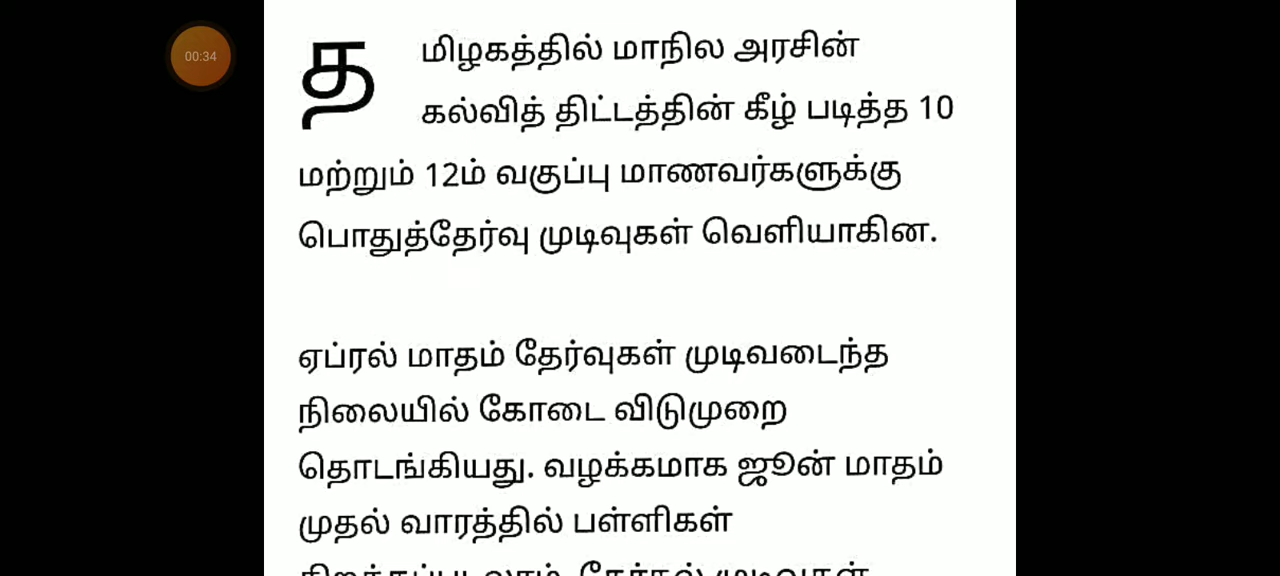 00:34
தமிழகத்தில் மாநில அரசின்
கல்வித் திட்டத்தின் கீழ் படித்த 10
மற்றும் 12ம் வகுப்பு மாணவர்களுக்கு
பொதுத்தேர்வு முடிவுகள் வெளியாகின.
ஏப்ரல் மாதம் தேர்வுகள் முடிவடைந்த
நிலையில் கோடை விடுமுறை
தொடங்கியது. வழக்கமாக ஜூன் மாதம்
முதல் வாரத்தில் பள்ளிகள்